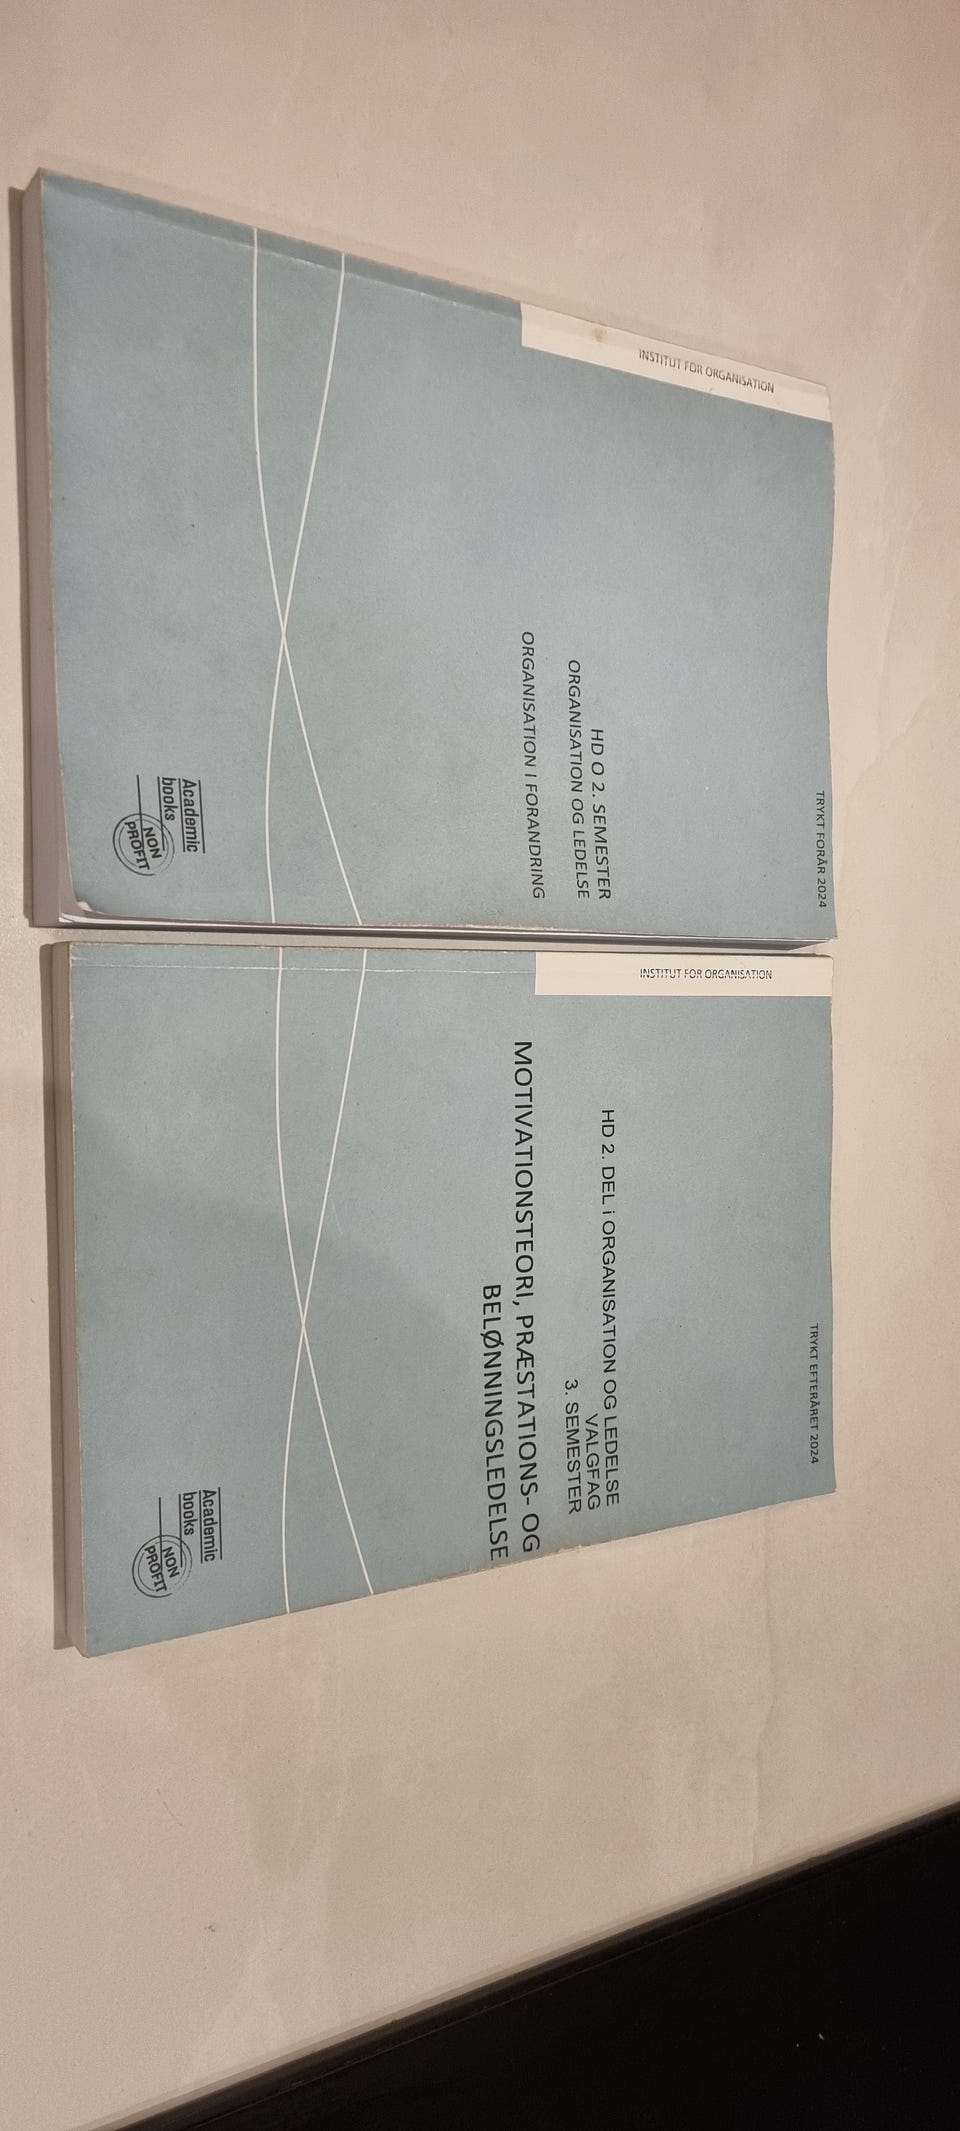 INSTITUT FOR ORGANISATION
TRYKT FORÅR 2024
HD O 2. SEMESTER
ORGANISATION OG LEDELSE
ORGANISATION I FORANDRING
Academic
books
NON
PROFIT
INSTITUT FOR ORGANISATION
TRYKT EFTERÅRET 2024
HD 2. DEL i ORGANISATION OG LEDELSE
VALGFAG
3. SEMESTER
MOTIVATIONSTEORI, PRÆSTATIONS- OG
BELØNNINGSLEDELSE
Academic
books
NON
PROFIT